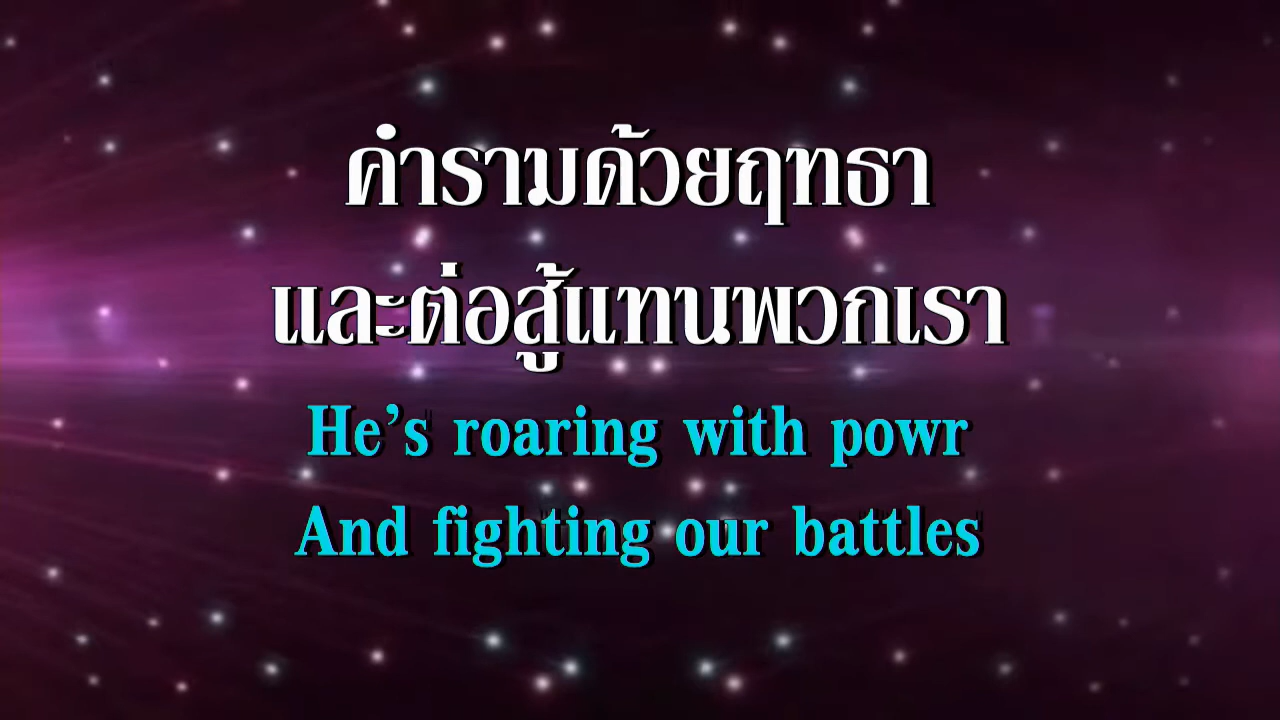 คำรามด้วยฤทธา
และต่อสู้แทนพวกเรา
He's roaring with powr
And fighting our battles